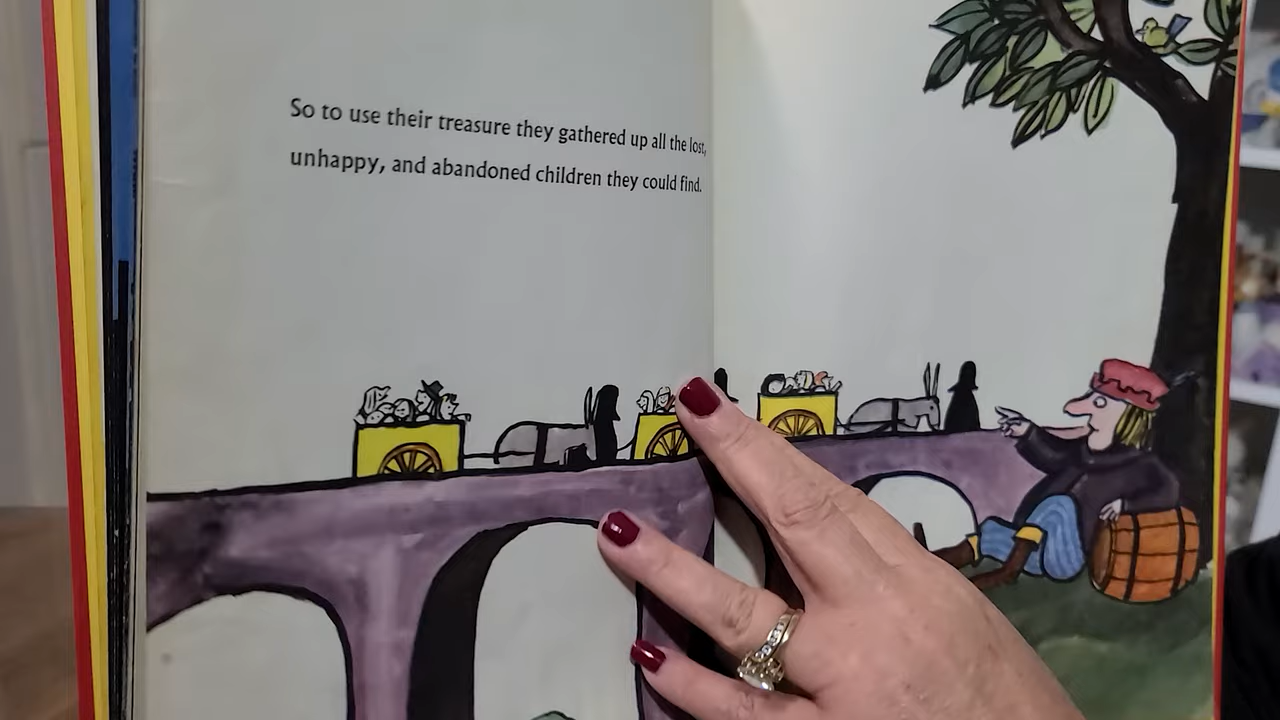 So to use their treasure they gathered up all the lost,
unhappy, and abandoned children they could find.